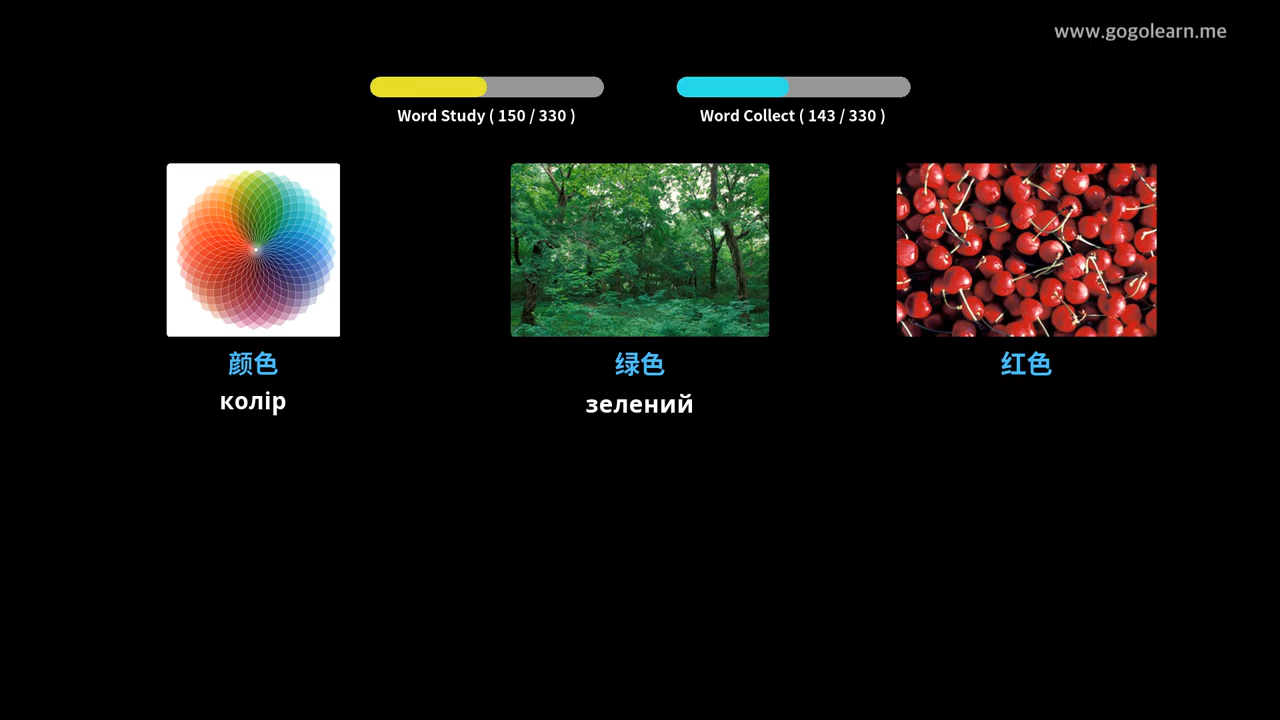 www.gogolearn.me
Word Study ( 150 / 330 )
Word Collect ( 143 / 330 )
颜色
绿色
红色
колір
зелений